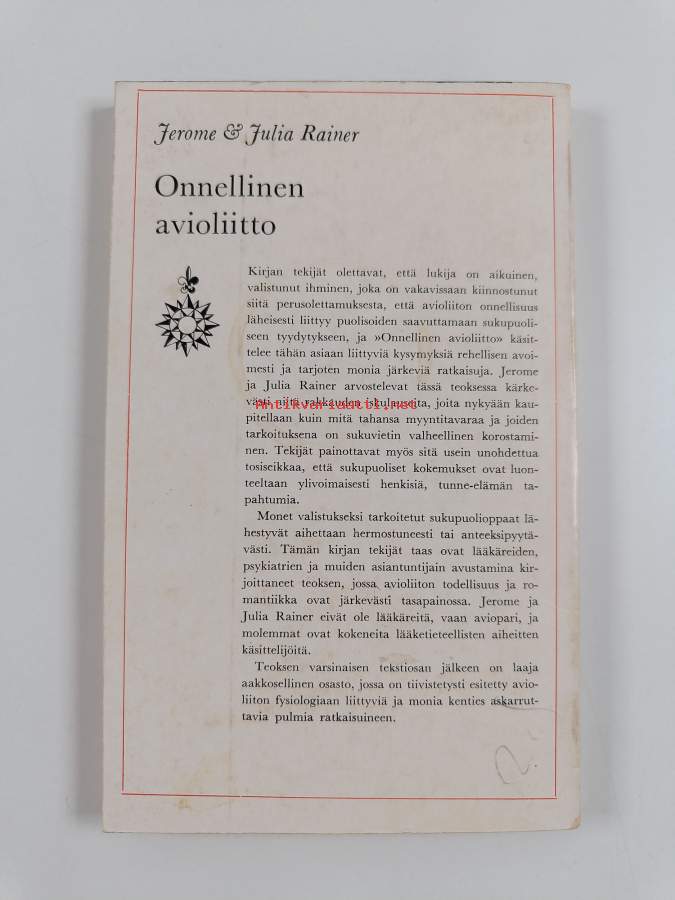 Jerome & Julia Rainer
Onnellinen
avioliitto
Kirjan tekijät olettavat, että lukija on aikuinen,
valistunut ihminen, joka on vakavissaan kiinnostunut
siitä perusolettamuksesta, että avioliiton onnellisuus
läheisesti liittyy puolisoiden saavuttamaan sukupuoli-
seen tyydytykseen, ja »Onnellinen avioliitto» käsit-
telee tähän asiaan liittyviä kysymyksiä rehellisen avoi-
mesti ja tarjoten monia järkeviä ratkaisuja. Jerome
ja Julia Rainer arvostelevat tässä teoksessa kärke-
västi niitä rakkauden iskulauseita, joita nykyään kau-
Antikvariaatti.net
pitellaan kuin mitä tahansa myyntitavaraa ja joiden
tarkoituksena on sukuvietin valheellinen korostami-
nen. Tekijät painottavat myös sitä usein unohdettua
tosiseikkaa, että sukupuoliset kokemukset ovat luon-
teeltaan ylivoimaisesti henkisiä, tunne-elämän ta-
pahtumia.
Monet valistukseksi tarkoitetut sukupuolioppaat lä-
hestyvät aihettaan hermostuneesti tai anteeksipyytä-
västi. Tämän kirjan tekijät taas ovat lääkäreiden,
psykiatrien ja muiden asiantuntijain avustamina kir-
joittaneet teoksen, jossa avioliiton todellisuus ja ro-
mantiikka ovat järkevästi tasapainossa. Jerome ja
Julia Rainer eivät ole lääkäreitä, vaan aviopari, ja
molemmat ovat kokeneita lääketieteellisten aiheitten
käsittelijöitä.
Teoksen varsinaisen tekstiosan jälkeen on laaja
aakkosellinen osasto, jossa on tiivistetysti esitetty avio-
liiton fysiologiaan liittyviä ja monia kenties askarrut-
tavia pulmia ratkaisuineen.